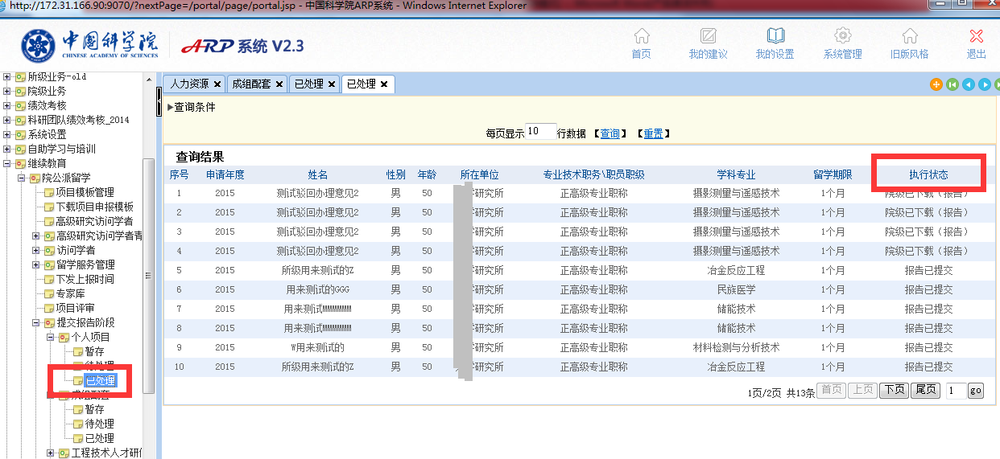 http://172.31.166.90:9070/?nextPage=/portal/page/portal.jsp - 中国科学院ARP系统 - Windows Internet Explorer
中国科学院
CHINESE ACADEMY OF SCIENCES
ARP 系统 V2.3
首页 我的建议 我的设置 系统管理 旧版风格 退出
所级业务-old
院级业务
绩效考核
科研团队绩效考核_2014
系统设置
自助学习与培训
继续教育
院公派留学
项目模板管理
下载项目申报模板
高级研究访问学者
高级研究访问学者青
访问学者
留学服务管理
下发上报时间
专家库
项目评审
提交报告阶段
个人项目
暂存
待处理
已处理
成组配套
暂存
待处理
已处理
工程技术人才研修
人力资源 × 成组配套 × 已处理 × 已处理 ×
▶查询条件
每页显示 10 行数据 【查询】 【重置】
查询结果
序号 申请年度 姓名 性别 年龄 所在单位 专业技术职务\职员职级 学科专业 留学期限 执行状态
1 2015 测试驳回办理意见2 男 50 学研究所 正高级专业职称 摄影测量与遥感技术 1个月 院级已下载（报告）
2 2015 测试驳回办理意见2 男 50 学研究所 正高级专业职称 摄影测量与遥感技术 1个月 院级已下载（报告）
3 2015 测试驳回办理意见2 男 50 学研究所 正高级专业职称 摄影测量与遥感技术 1个月 院级已下载（报告）
4 2015 测试驳回办理意见2 男 50 学研究所 正高级专业职称 摄影测量与遥感技术 1个月 院级已下载（报告）
5 2015 所级用来测试的Z 男 50 学研究所 正高级专业职称 冶金反应工程 1个月 报告已提交
6 2015 用来测试的GGG 男 50 学研究所 正高级专业职称 民族医学 1个月 报告已提交
7 2015 用来测试MMMMMMM 男 50 学研究所 正高级专业职称 储能技术 1个月 报告已提交
8 2015 用来测试MMMMMMM 男 50 学研究所 正高级专业职称 储能技术 1个月 报告已提交
9 2015 W用来测试的 男 50 学研究所 正高级专业职称 材料检测与分析技术 1个月 报告已提交
10 2015 所级用来测试的Z 男 50 学研究所 正高级专业职称 冶金反应工程 1个月 报告已提交
1页/2页 共13条 首页 上页 下页 尾页 1 go